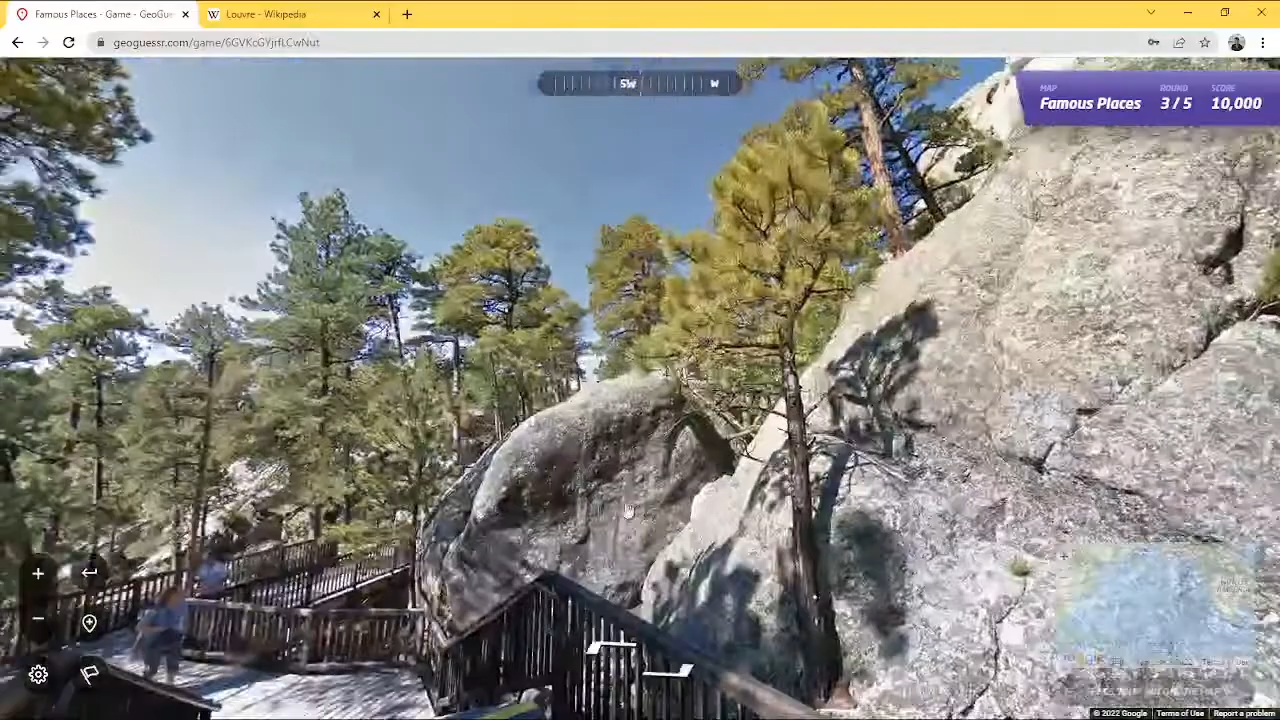 Famous Places - Game - GeoGue
Louvre - Wikipedia
geoguessr.com/game/6GVKcGYjrfLCwNut
SW
W
MAP
ROUND
SCORE
Famous Places
3 / 5
10,000
© 2022 Google
Terms of Use
Report a problem